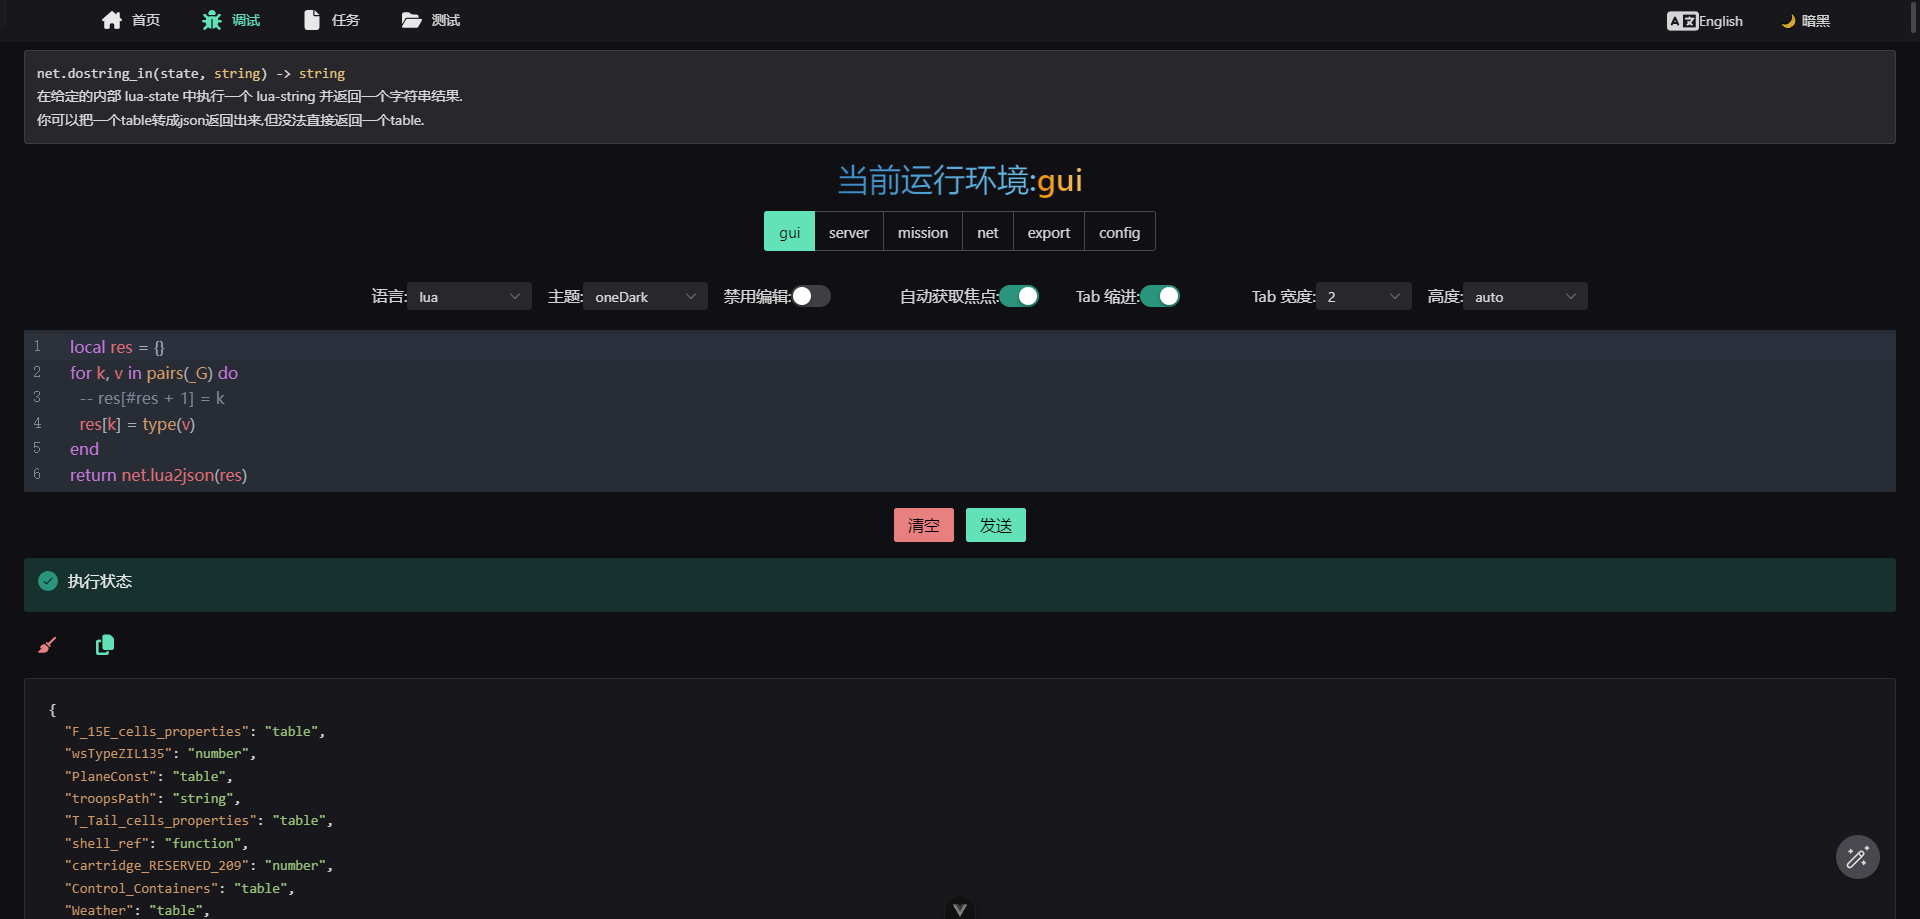 首页 调试 任务 测试 English 暗黑
net.dostring_in(state, string) -> string
在给定的内部 lua-state 中执行一个 lua-string 并返回一个字符串结果.
你可以把一个table转成json返回出来,但没法直接返回一个table.
当前运行环境:gui
gui server mission net export config
语言: lua 主题: oneDark 禁用编辑: 自动获取焦点: Tab 缩进: Tab 宽度: 2 高度: auto
1 local res = {}
2 for k, v in pairs(_G) do
3 -- res[#res + 1] = k
4 res[k] = type(v)
5 end
6 return net.lua2json(res)
清空 发送
执行状态
{
"F_15E_cells_properties": "table",
"wsTypeZIL135": "number",
"PlaneConst": "table",
"troopsPath": "string",
"T_Tail_cells_properties": "table",
"shell_ref": "function",
"cartridge_RESERVED_209": "number",
"Control_Containers": "table",
"Weather": "table",